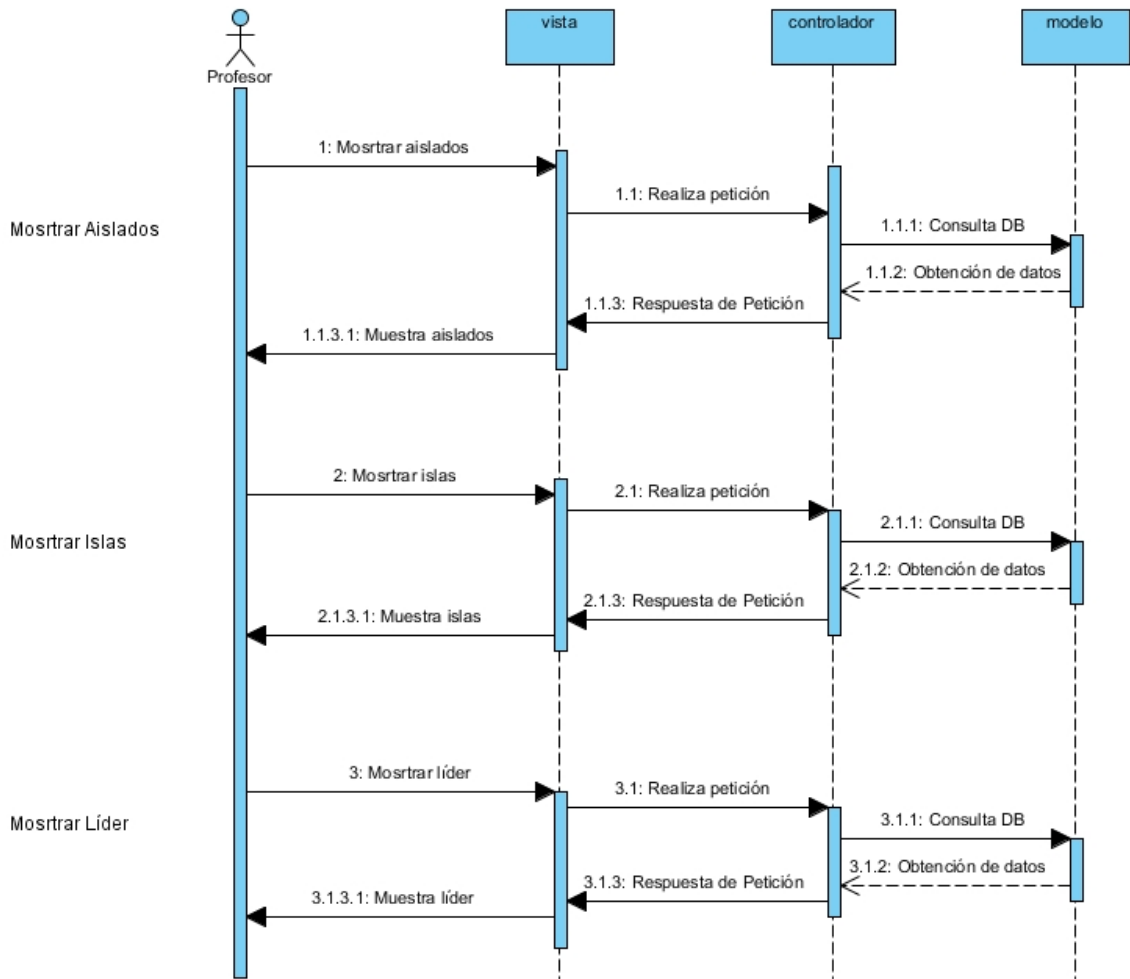 vista
controlador
modelo
Profesor
1: Mosrtrar aislados
1.1: Realiza petición
Mosrtrar Aislados
1.1.1: Consulta DB
1.1.2: Obtención de datos
1.1.3: Respuesta de Petición
1.1.3.1: Muestra aislados
2: Mosrtrar islas
2.1: Realiza petición
2.1.1: Consulta DB
Mosrtrar Islas
2.1.2: Obtención de datos
2.1.3: Respuesta de Petición
2.1.3.1: Muestra islas
3: Mosrtrar líder
3.1: Realiza petición
3.1.1: Consulta DB
Mosrtrar Líder
3.1.2: Obtención de datos
3.1.3: Respuesta de Petición
3.1.3.1: Muestra líder